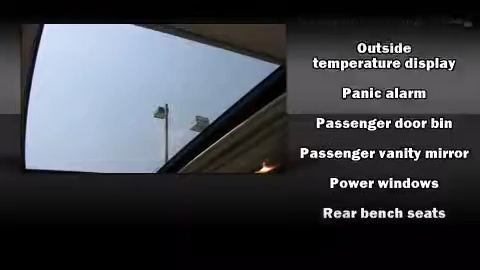 Outside
temperature display
Panic alarm
Passenger door bin
Passenger vanity mirror
Power windows
Rear bench seats